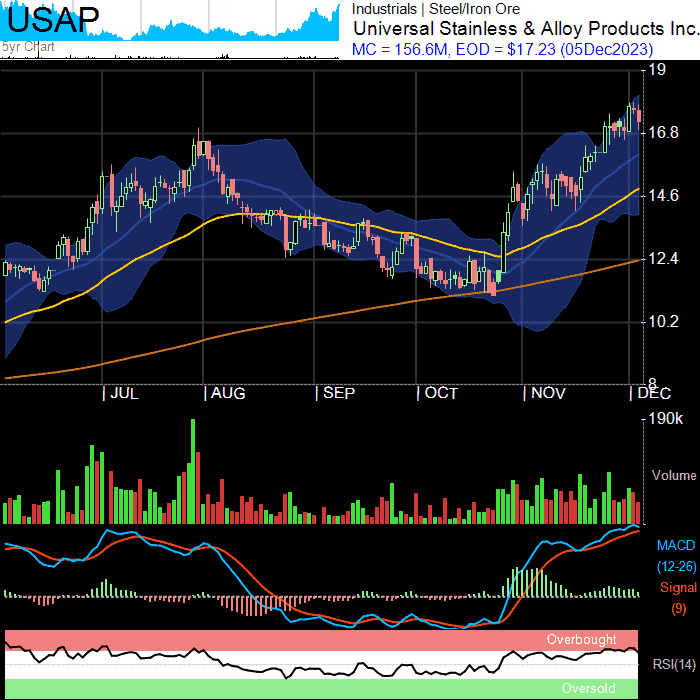 USAP
5yr Chart
Industrials | Steel/Iron Ore
Universal Stainless & Alloy Products Inc.
MC = 156.6M, EOD = $17.23 (05Dec2023)
19
16.8
14.6
12.4
10.2
8
| JUL | AUG | SEP | OCT | NOV | DEC
190k
Volume
MACD
(12-26)
Signal
(9)
Overbought
RSI(14)
Oversold